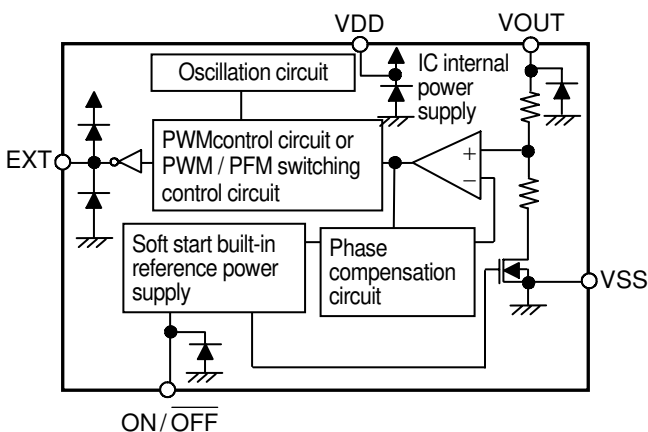 VDD
VOUT
Oscillation circuit
IC internal
power
supply
EXT
PWMcontrol circuit or
PWM / PFM switching
control circuit
+
−
Soft start built-in
reference power
supply
Phase
compensation
circuit
VSS
ON/OFF